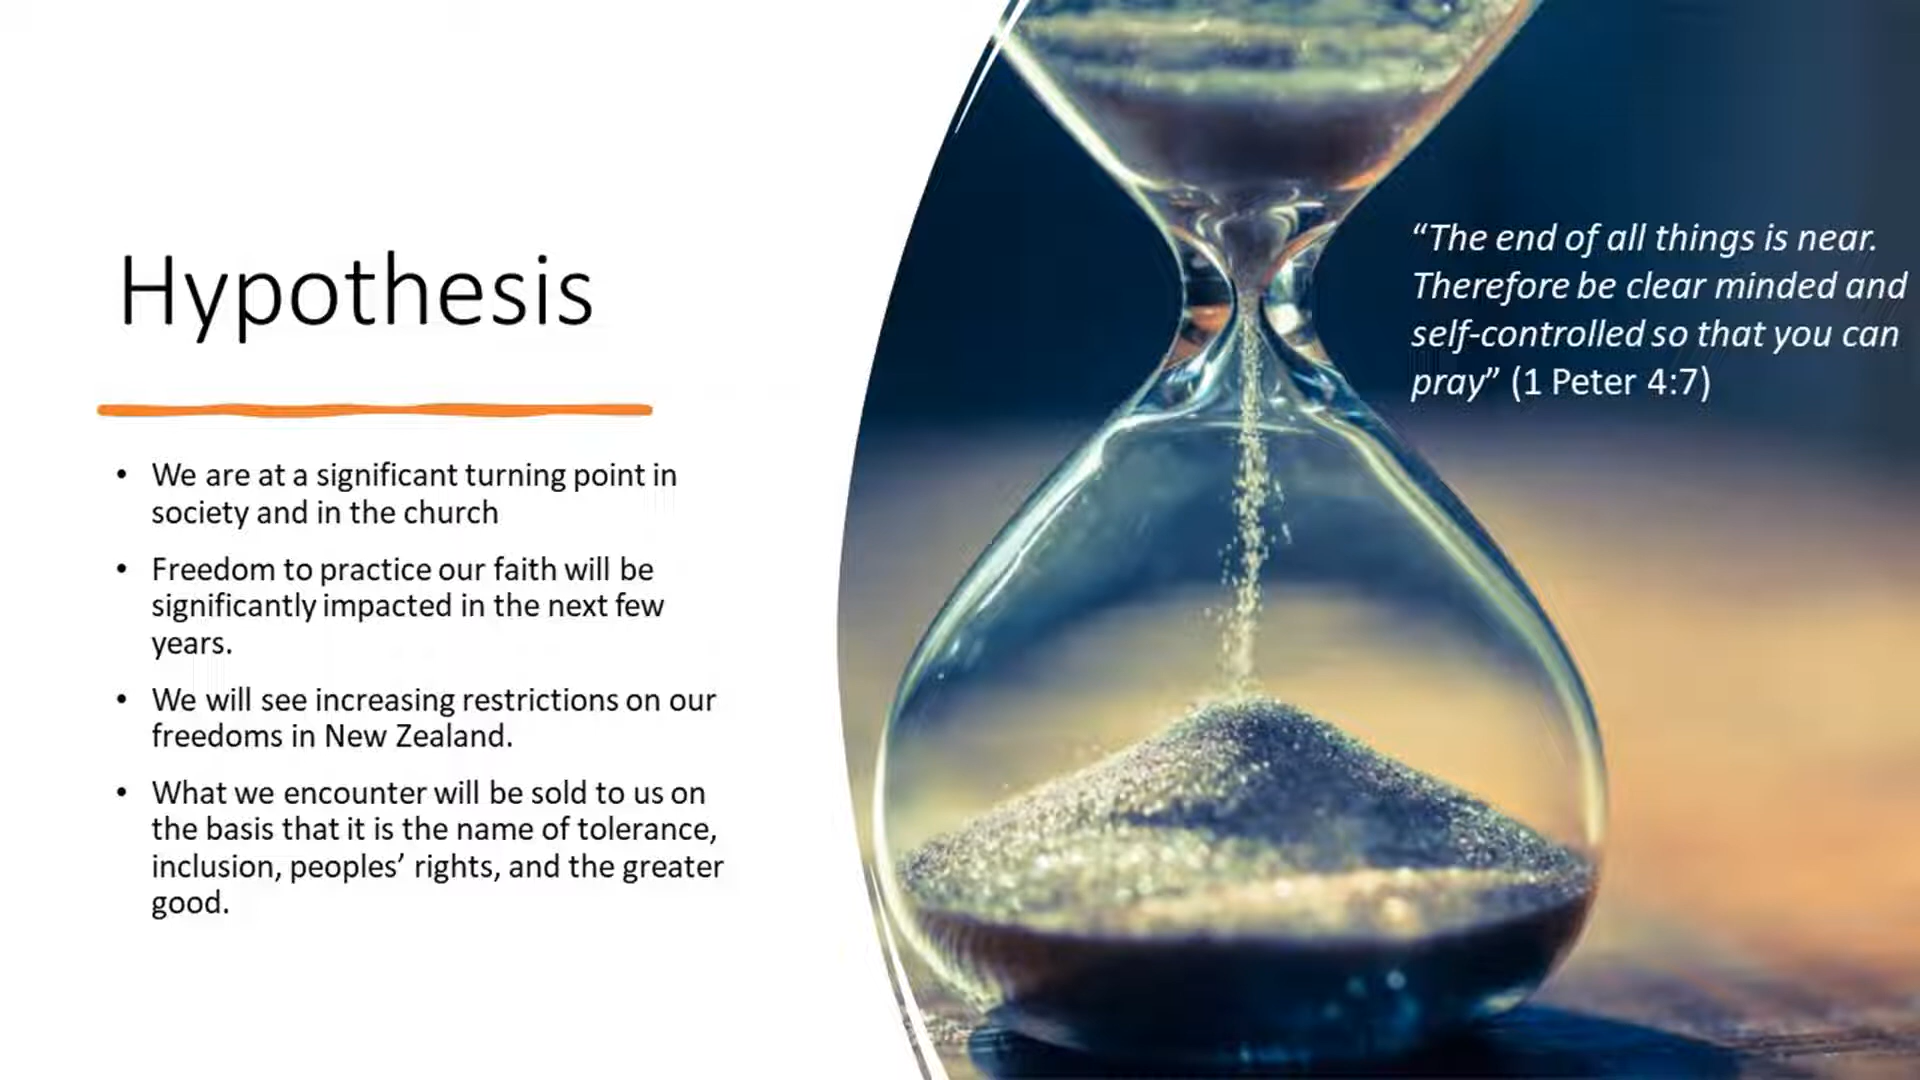 Hypothesis
• We are at a significant turning point in
society and in the church
• Freedom to practice our faith will be
significantly impacted in the next few
years.
• We will see increasing restrictions on our
freedoms in New Zealand.
• What we encounter will be sold to us on
the basis that it is the name of tolerance,
inclusion, peoples’ rights, and the greater
good.
“The end of all things is near.
Therefore be clear minded and
self-controlled so that you can
pray” (1 Peter 4:7)